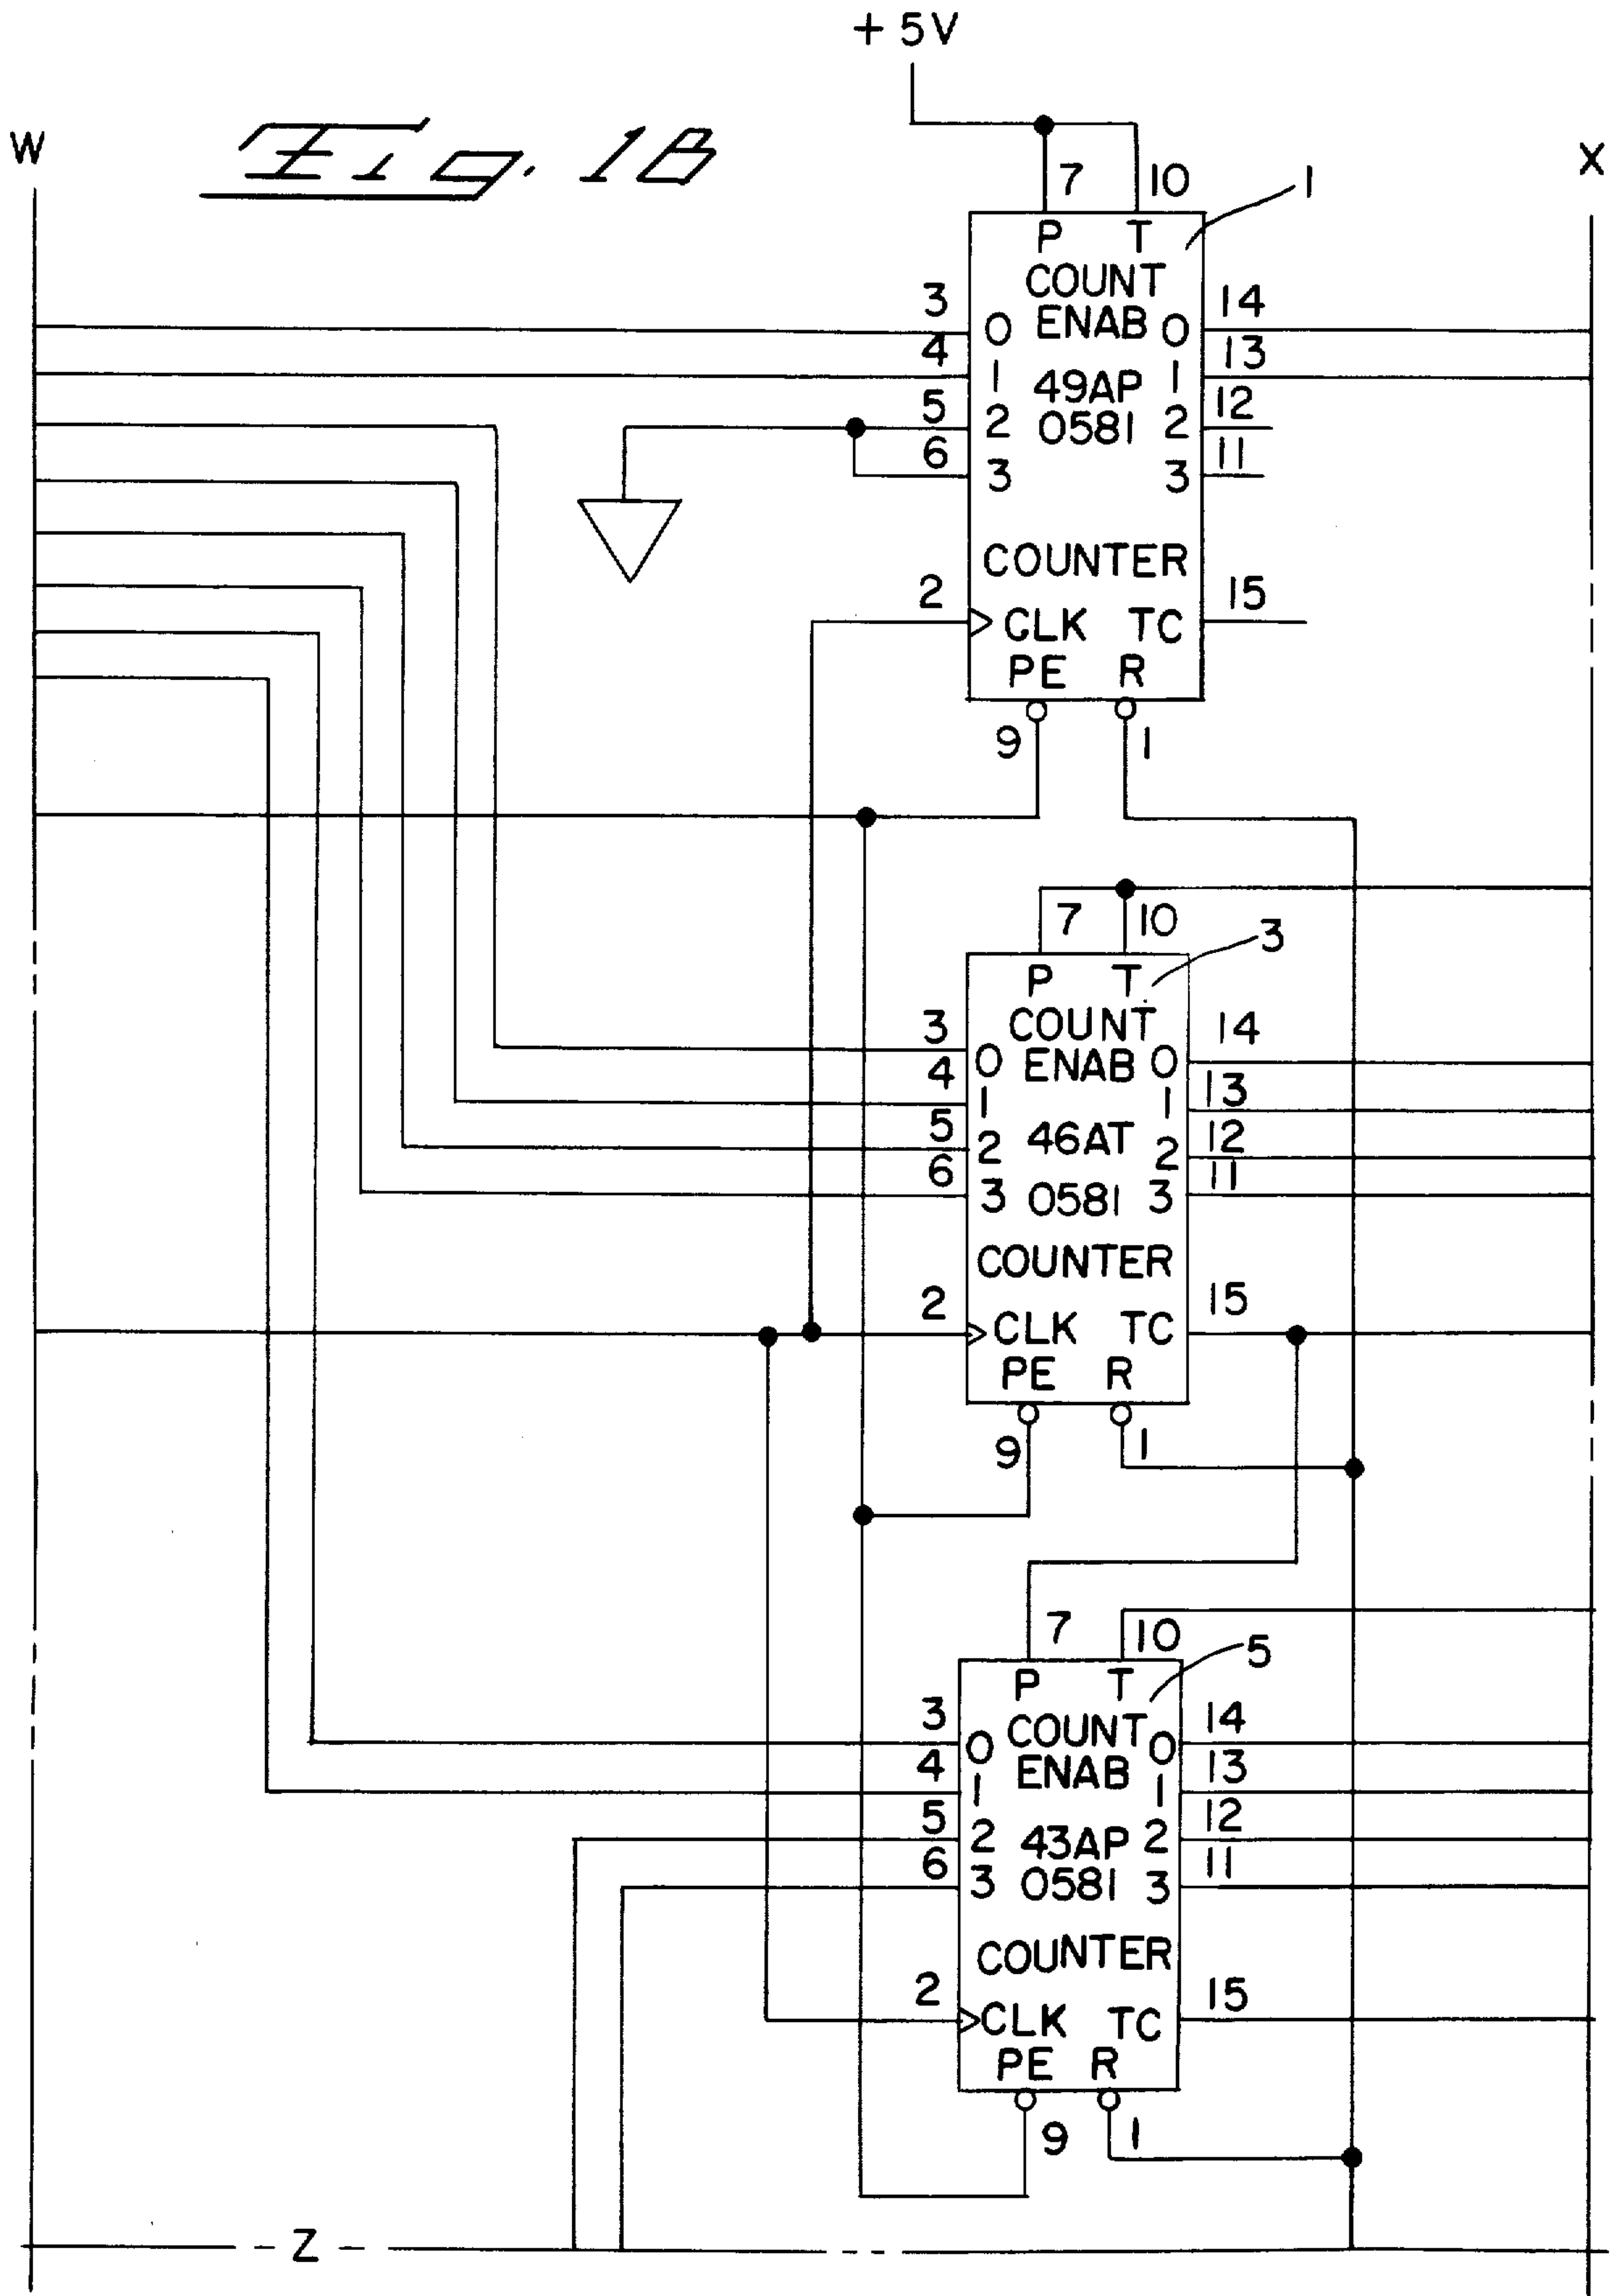 + 5V
W
Fig. 1B
X
7 10
1
P T
COUNT
3 0 ENAB 0 14
4 1 49AP 1 13
5 2 0581 2 12
6 3 3 11
COUNTER
2 CLK TC 15
PE R
9 1
7 10
3
P T
COUNT
3 0 ENAB 0 14
4 1 1 13
5 2 46AT 2 12
6 3 0581 3 11
COUNTER
2 CLK TC 15
PE R
9 1
7 10
5
P T
COUNT
3 0 ENAB 0 14
4 1 1 13
5 2 43AP 2 12
6 3 0581 3 11
COUNTER
2 CLK TC 15
PE R
9 1
Z